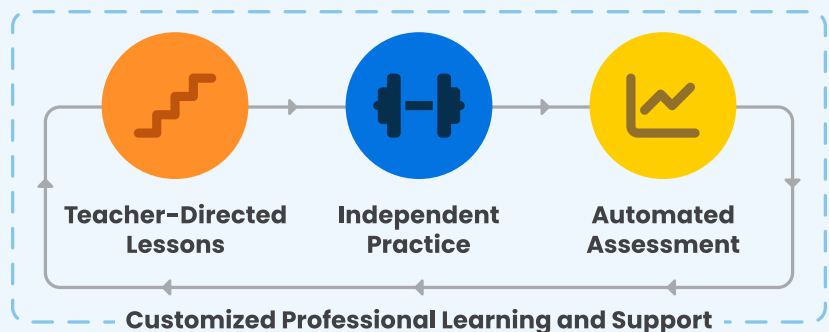 Teacher-Directed
Lessons
Independent
Practice
Automated
Assessment
Customized Professional Learning and Support